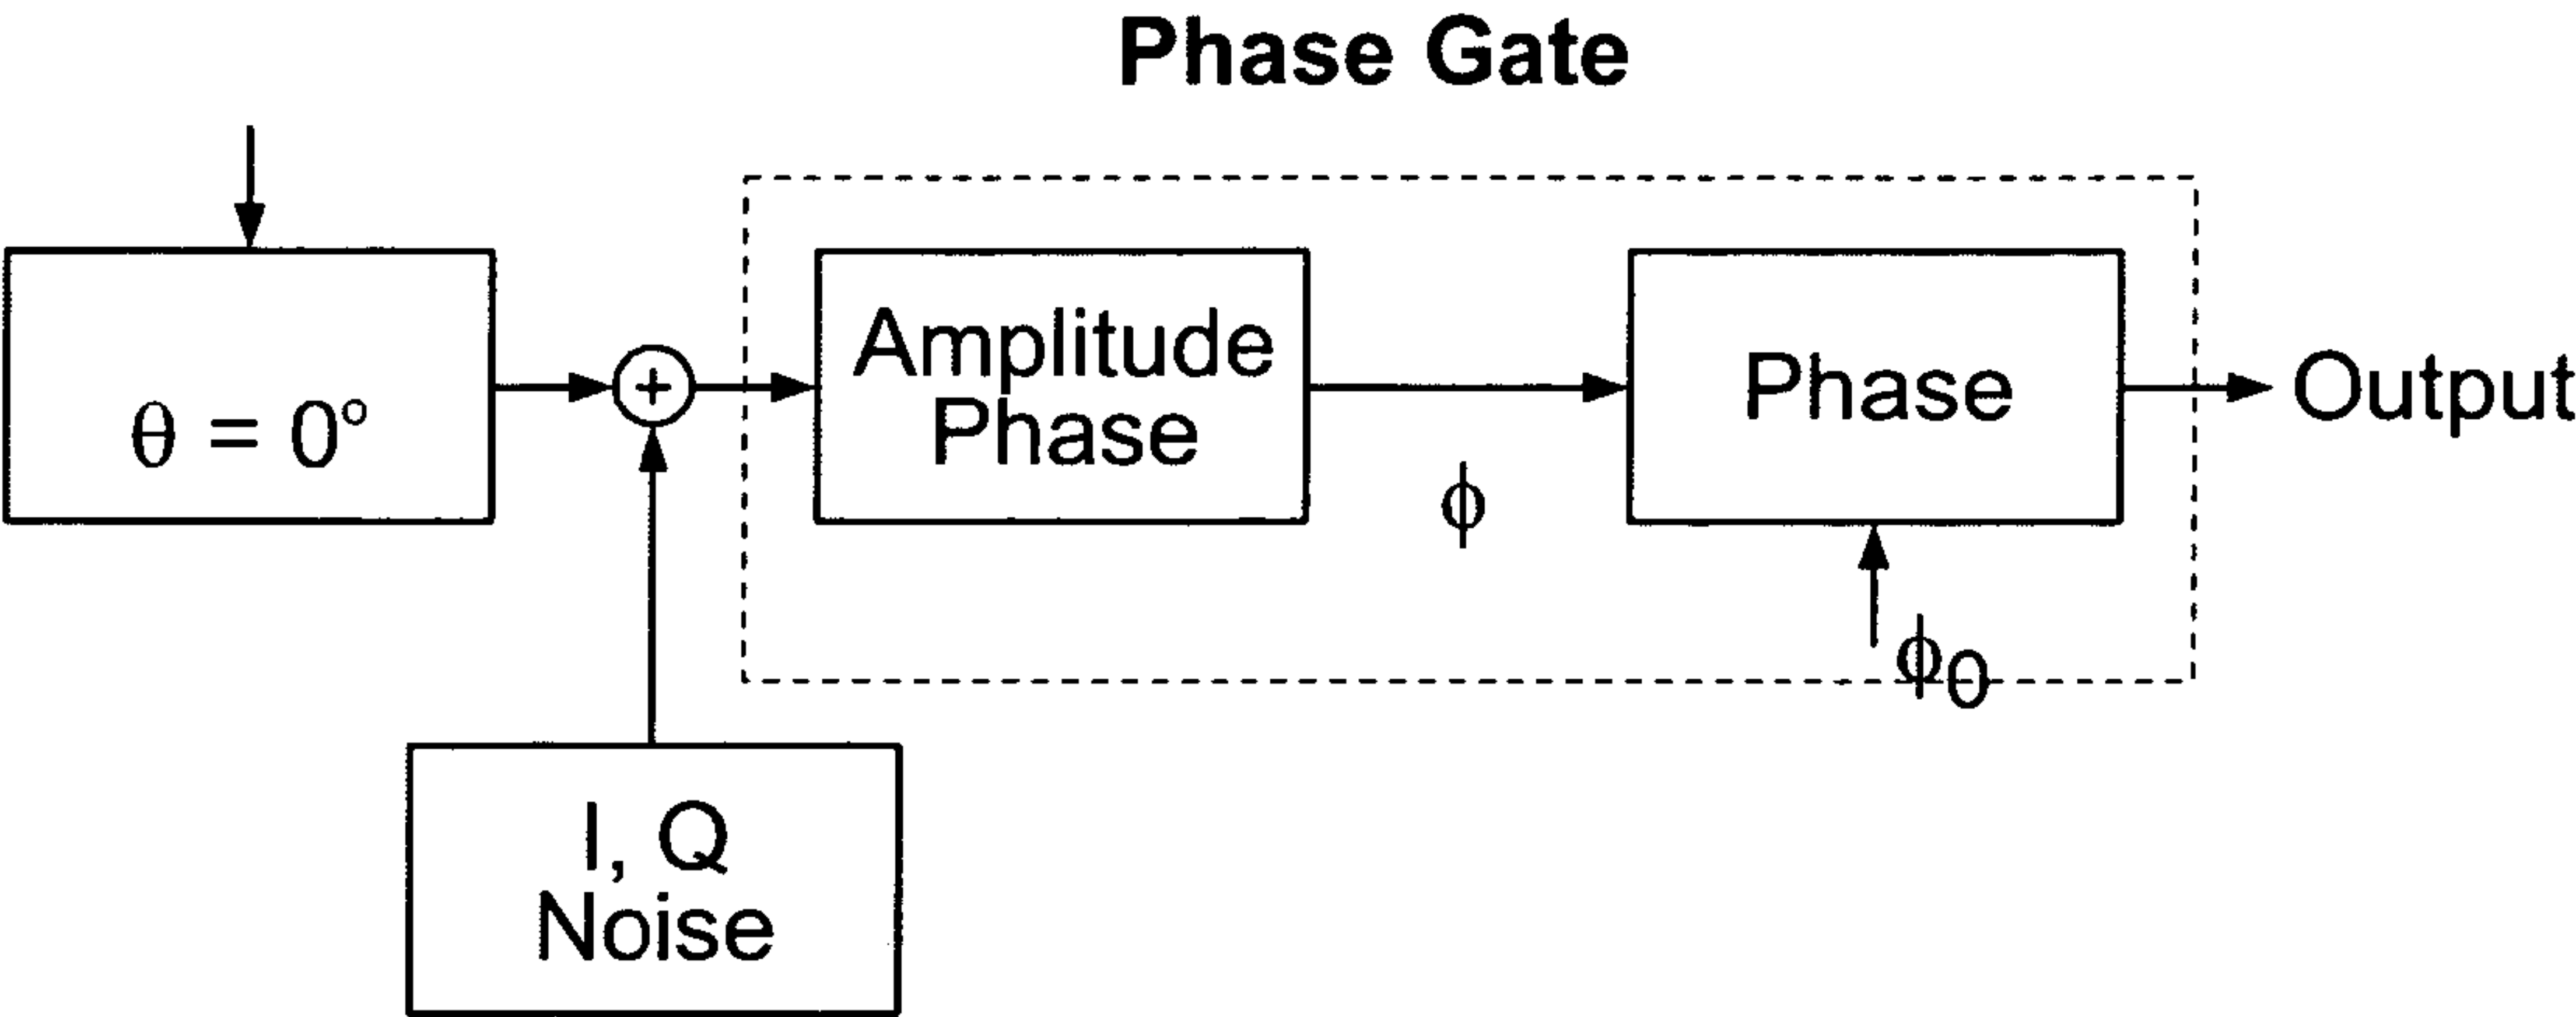 Phase Gate
θ = 0°
+
Amplitude
Phase
ϕ
Phase
ϕ0
Output
I, Q
Noise